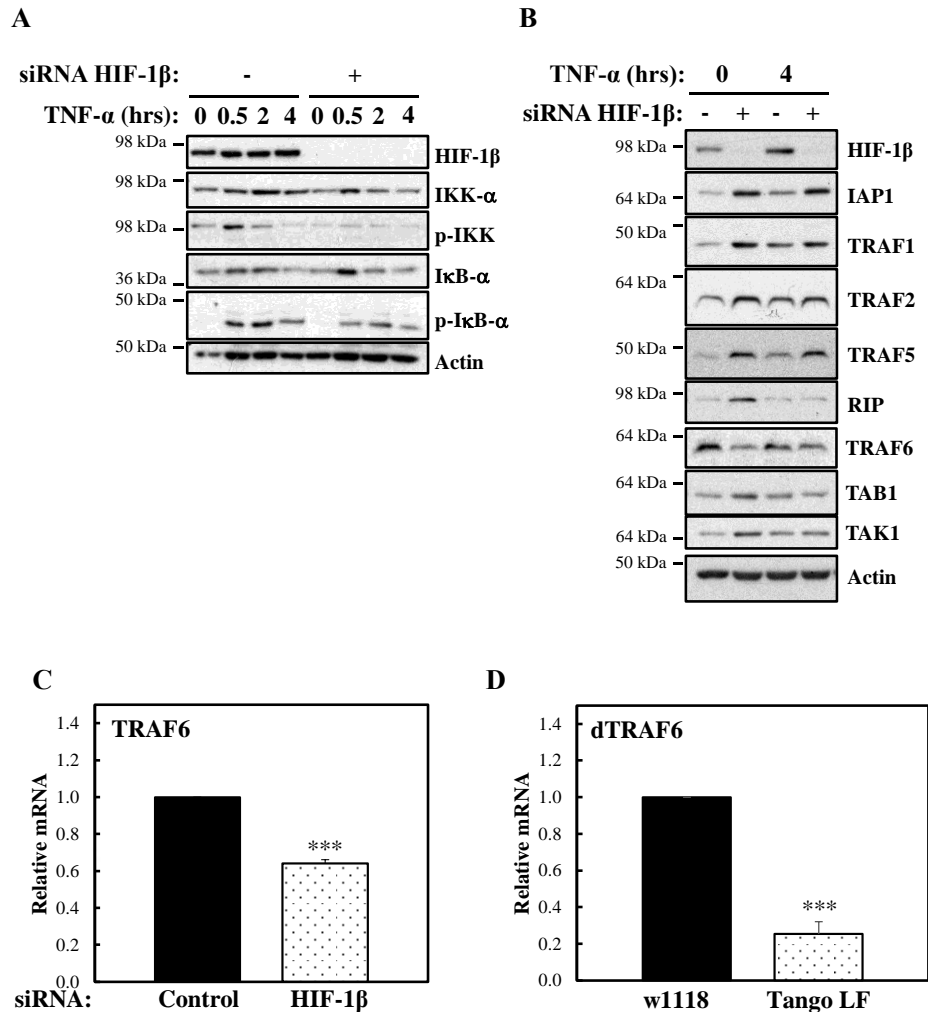 A
siRNA HIF-1β: - +
TNF-α (hrs): 0 0.5 2 4 0 0.5 2 4
98 kDa HIF-1β
98 kDa IKK-α
98 kDa p-IKK
36 kDa IκB-α
50 kDa p-IκB-α
50 kDa Actin
B
TNF-α (hrs): 0 4
siRNA HIF-1β: - + - +
98 kDa HIF-1β
64 kDa IAP1
50 kDa TRAF1
64 kDa TRAF2
50 kDa TRAF5
98 kDa RIP
64 kDa TRAF6
64 kDa TAB1
64 kDa TAK1
50 kDa Actin
C
TRAF6
Relative mRNA
1.4
1.2
1.0
0.8
0.6
0.4
0.2
0.0
***
siRNA: Control HIF-1β
D
dTRAF6
Relative mRNA
1.4
1.2
1.0
0.8
0.6
0.4
0.2
0.0
***
w1118 Tango LF